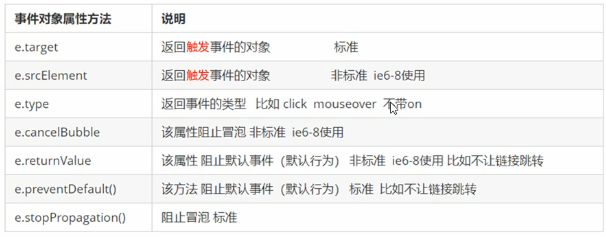 事件对象属性方法 说明
e.target 返回触发事件的对象 标准
e.srcElement 返回触发事件的对象 非标准 ie6-8使用
e.type 返回事件的类型 比如 click mouseover 不带on
e.cancelBubble 该属性阻止冒泡 非标准 ie6-8使用
e.returnValue 该属性 阻止默认事件（默认行为） 非标准 ie6-8使用 比如不让链接跳转
e.preventDefault() 该方法 阻止默认事件（默认行为） 标准 比如不让链接跳转
e.stopPropagation() 阻止冒泡 标准